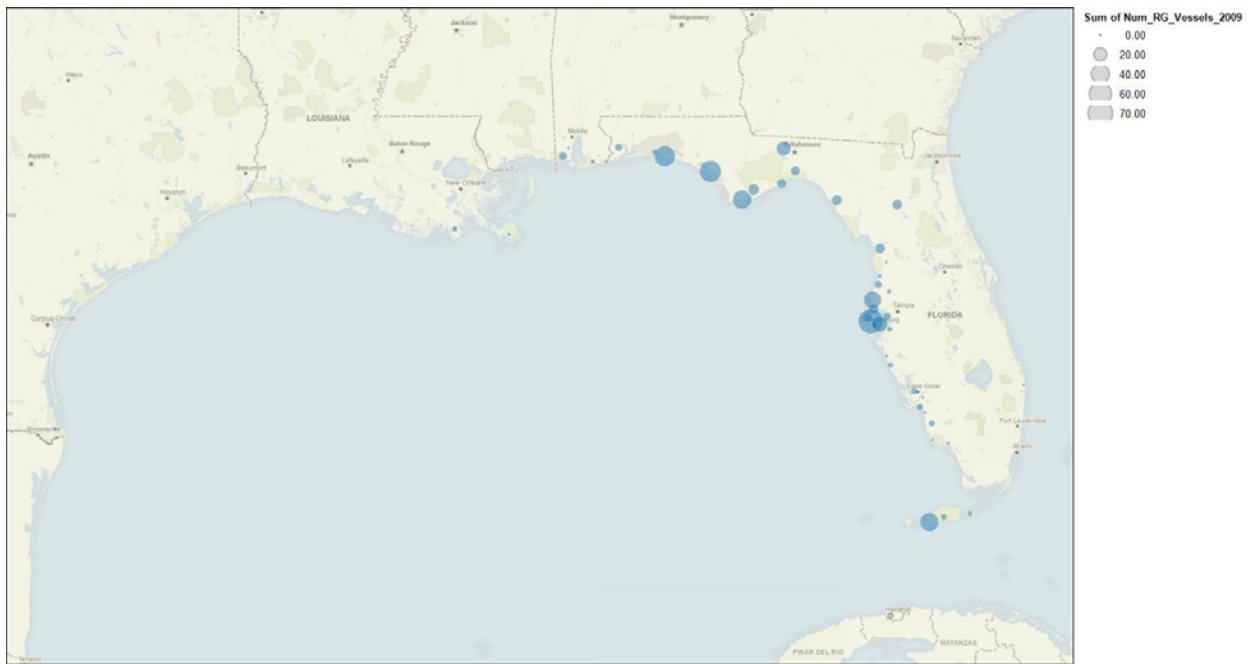 Sum of Num_RG_Vessels_2009
0.00
20.00
40.00
60.00
70.00
Jackson
Montgomery
Savannah
Waco
LOUISIANA
Mobile
Baton Rouge
Austin
Lafayette
Beaumont
Jacksonville
New Orleans
Houston
Orlando
Tampa
FLORIDA
Corpus Christi
Cape Coral
Fort Lauderdale
Brownsville
Miami
Havana
MATANZAS
PINAR DEL RIO